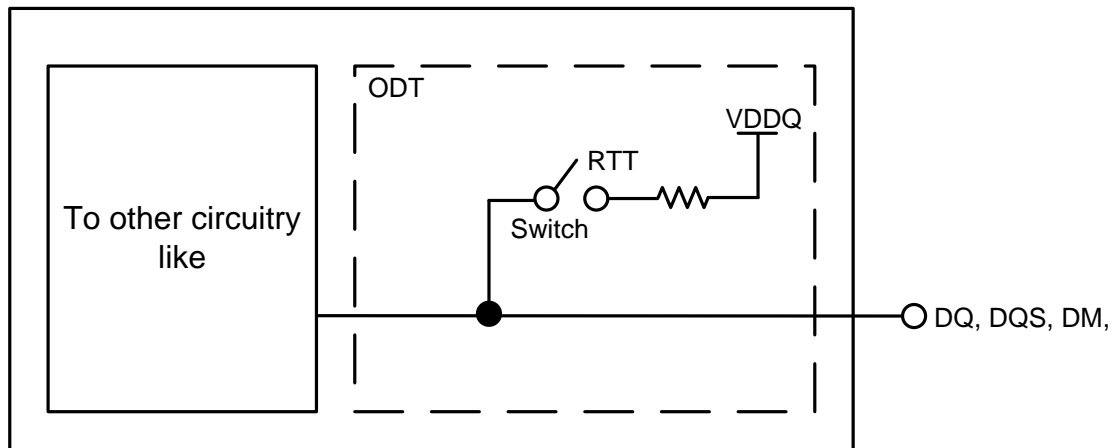 ODT
VDDQ
RTT
Switch
To other circuitry
like
DQ, DQS, DM,